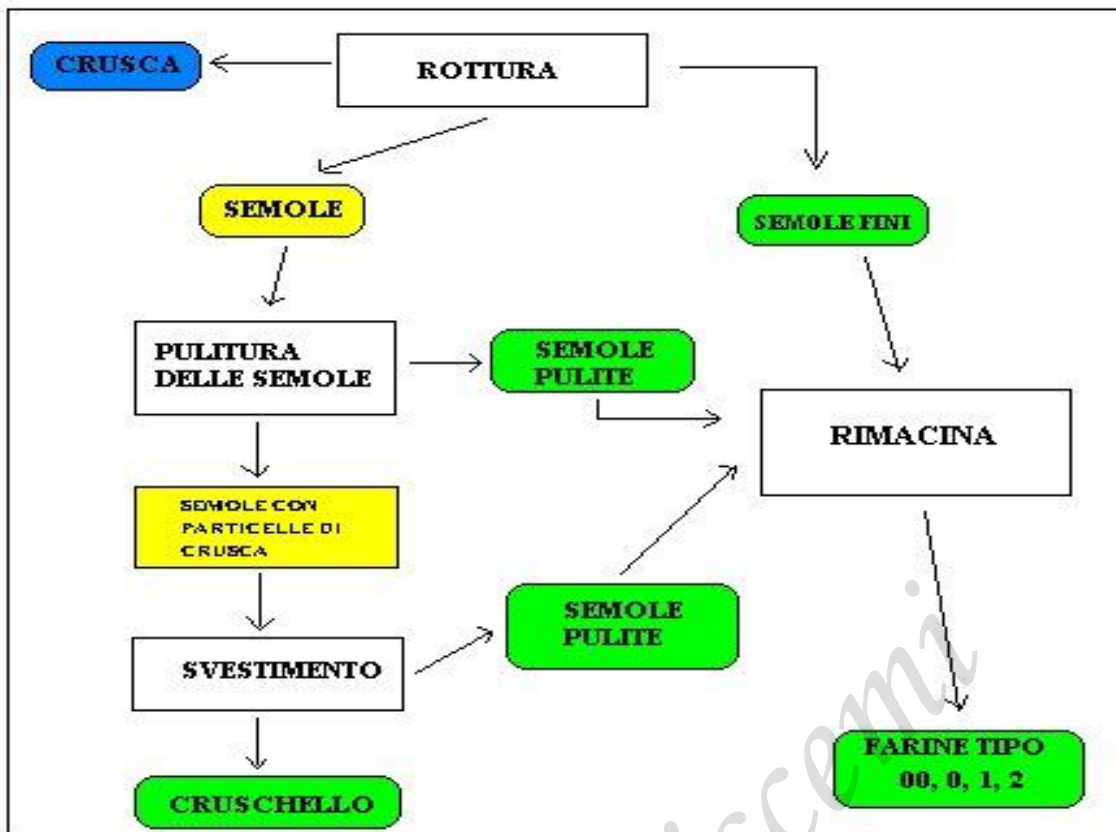 CRUSCA
ROTTURA
SEMOLE
SEMOLE FINI
PULITURA
DELLE SEMOLE
SEMOLE
PULITE
RIMACINA
SEMOLE CON
PARTICELLE DI
CRUSCA
SEMOLE
PULITE
SVESTIMENTO
FARINE TIPO
00, 0, 1, 2
CRUSCHELLO